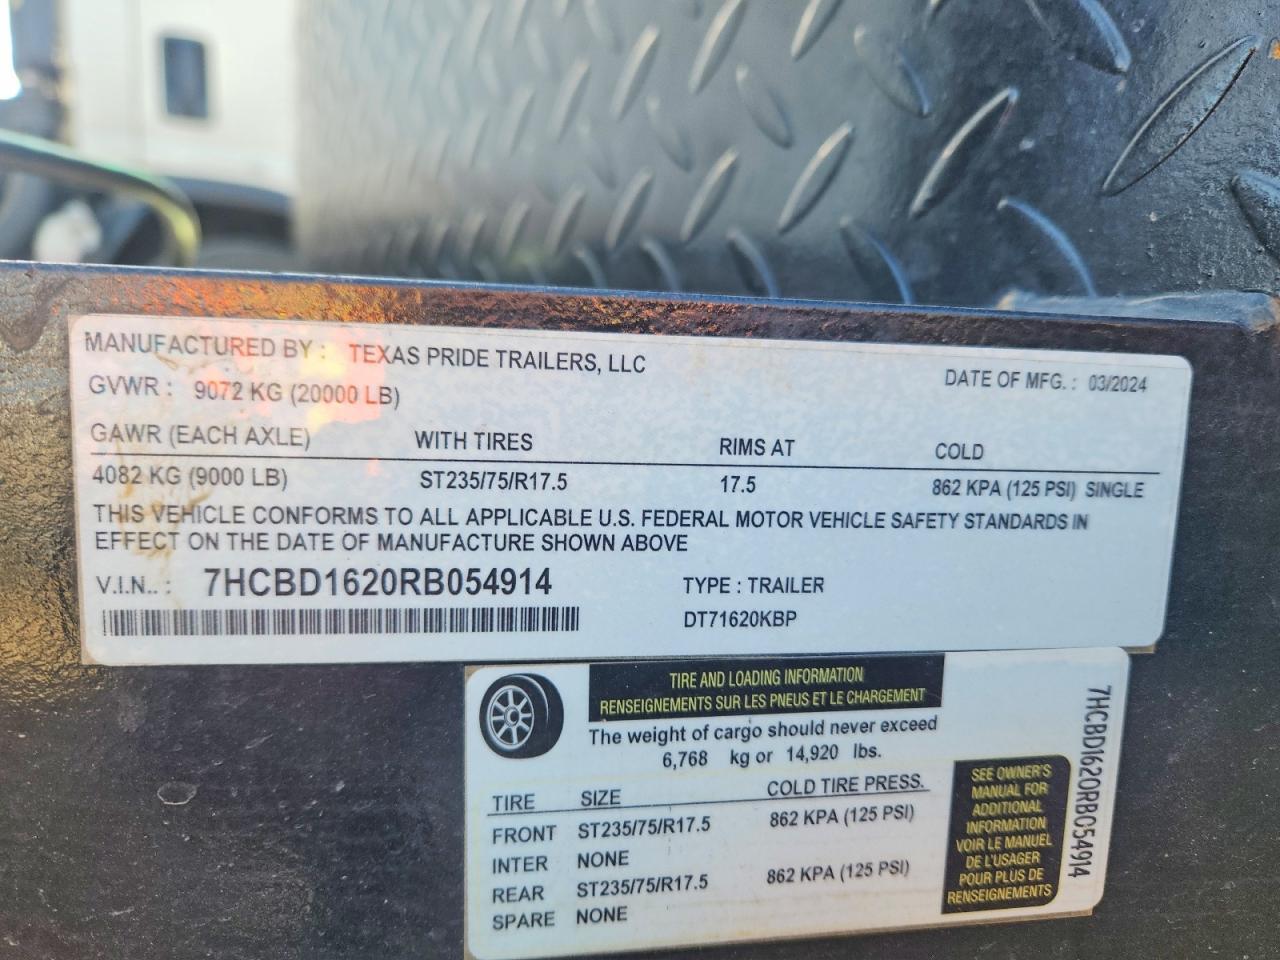 MANUFACTURED BY : TEXAS PRIDE TRAILERS, LLC
GVWR : 9072 KG (20000 LB) DATE OF MFG. : 03/2024
GAWR (EACH AXLE) WITH TIRES RIMS AT COLD
4082 KG (9000 LB) ST235/75/R17.5 17.5 862 KPA (125 PSI) SINGLE
THIS VEHICLE CONFORMS TO ALL APPLICABLE U.S. FEDERAL MOTOR VEHICLE SAFETY STANDARDS IN
EFFECT ON THE DATE OF MANUFACTURE SHOWN ABOVE
V.I.N.. : 7HCBD1620RB054914 TYPE : TRAILER
DT71620KBP
TIRE AND LOADING INFORMATION
RENSEIGNEMENTS SUR LES PNEUS ET LE CHARGEMENT
The weight of cargo should never exceed
6,768 kg or 14,920 lbs.
TIRE SIZE COLD TIRE PRESS.
FRONT ST235/75/R17.5 862 KPA (125 PSI)
INTER NONE
REAR ST235/75/R17.5 862 KPA (125 PSI)
SPARE NONE
SEE OWNER'S
MANUAL FOR
ADDITIONAL
INFORMATION
VOIR LE MANUEL
DE L'USAGER
POUR PLUS DE
RENSEIGNEMENTS
7HCBD1620RB054914